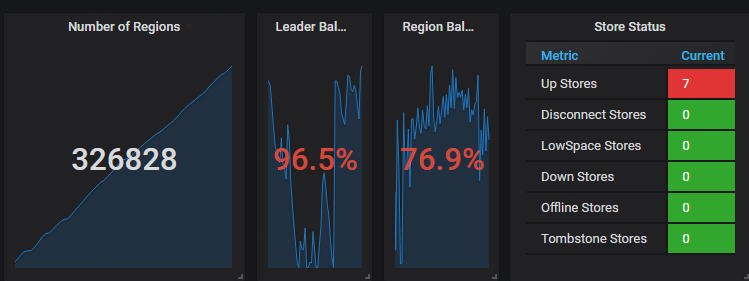 Number of Regions
326828
Leader Bal...
96.5%
Region Bal...
76.9%
Store Status
Metric Current
Up Stores 7
Disconnect Stores 0
LowSpace Stores 0
Down Stores 0
Offline Stores 0
Tombstone Stores 0